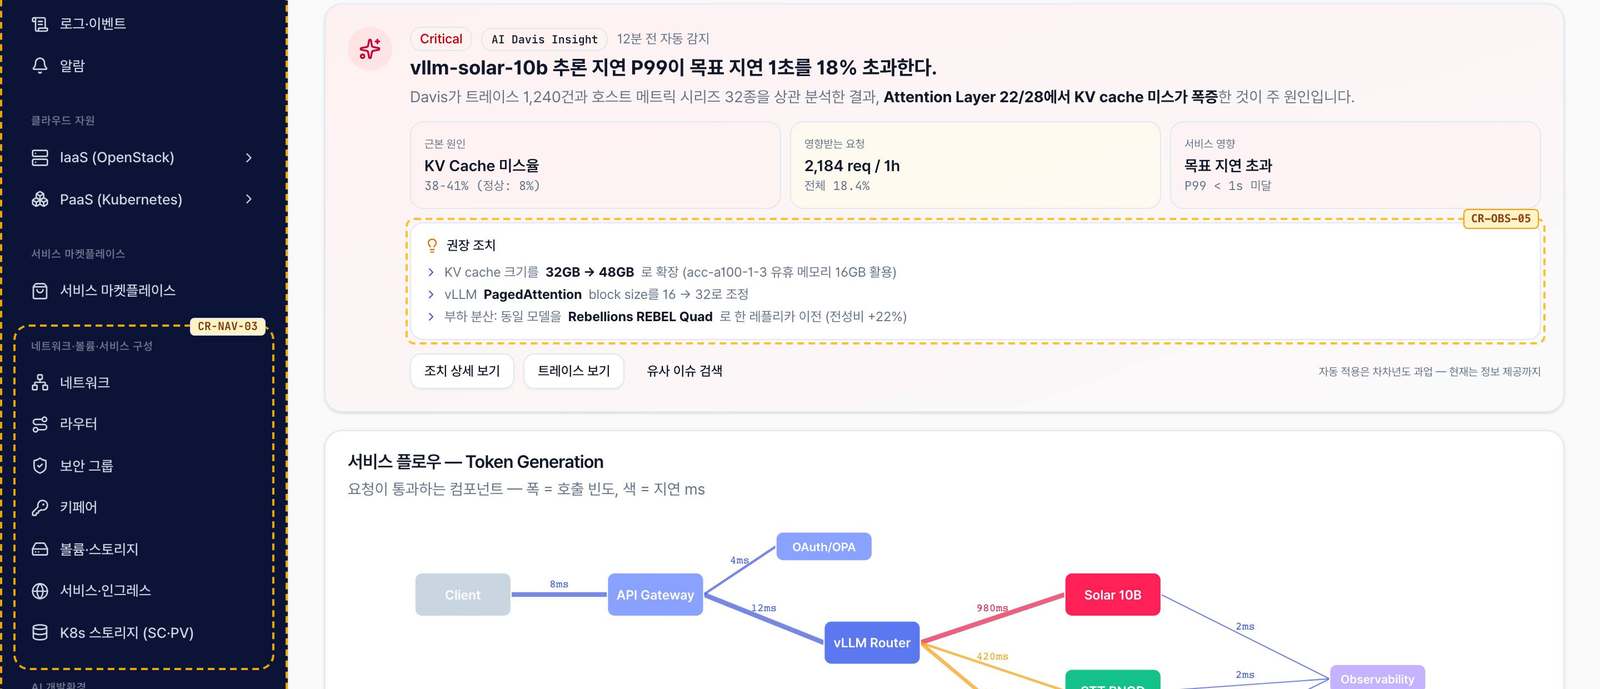 로그·이벤트
알람
클라우드 자원
IaaS (OpenStack)
PaaS (Kubernetes)
서비스 마켓플레이스
서비스 마켓플레이스
CR-NAV-03
네트워크·볼륨·서비스 구성
네트워크
라우터
보안 그룹
키페어
볼륨·스토리지
서비스·인그레스
K8s 스토리지 (SC·PV)
AI 개발환경
Critical AI Davis Insight 12분 전 자동 감지
vllm-solar-10b 추론 지연 P99이 목표 지연 1초를 18% 초과한다.
Davis가 트레이스 1,240건과 호스트 메트릭 시리즈 32종을 상관 분석한 결과, Attention Layer 22/28에서 KV cache 미스가 폭증한 것이 주 원인입니다.
근본 원인
KV Cache 미스율
38-41% (정상: 8%)
영향받는 요청
2,184 req / 1h
전체 18.4%
서비스 영향
목표 지연 초과
P99 < 1s 미달
CR-OBS-05
권장 조치
KV cache 크기를 32GB → 48GB 로 확장 (acc-a100-1-3 유휴 메모리 16GB 활용)
vLLM PagedAttention block size를 16 → 32로 조정
부하 분산: 동일 모델을 Rebellions REBEL Quad 로 한 레플리카 이전 (전성비 +22%)
조치 상세 보기 트레이스 보기 유사 이슈 검색 자동 적용은 차차년도 과업 — 현재는 정보 제공까지
서비스 플로우 — Token Generation
요청이 통과하는 컴포넌트 — 폭 = 호출 빈도, 색 = 지연 ms
OAuth/OPA
4ms
Client 8ms API Gateway 980ms Solar 10B
12ms
2ms
vLLM Router
420ms
2ms Observability